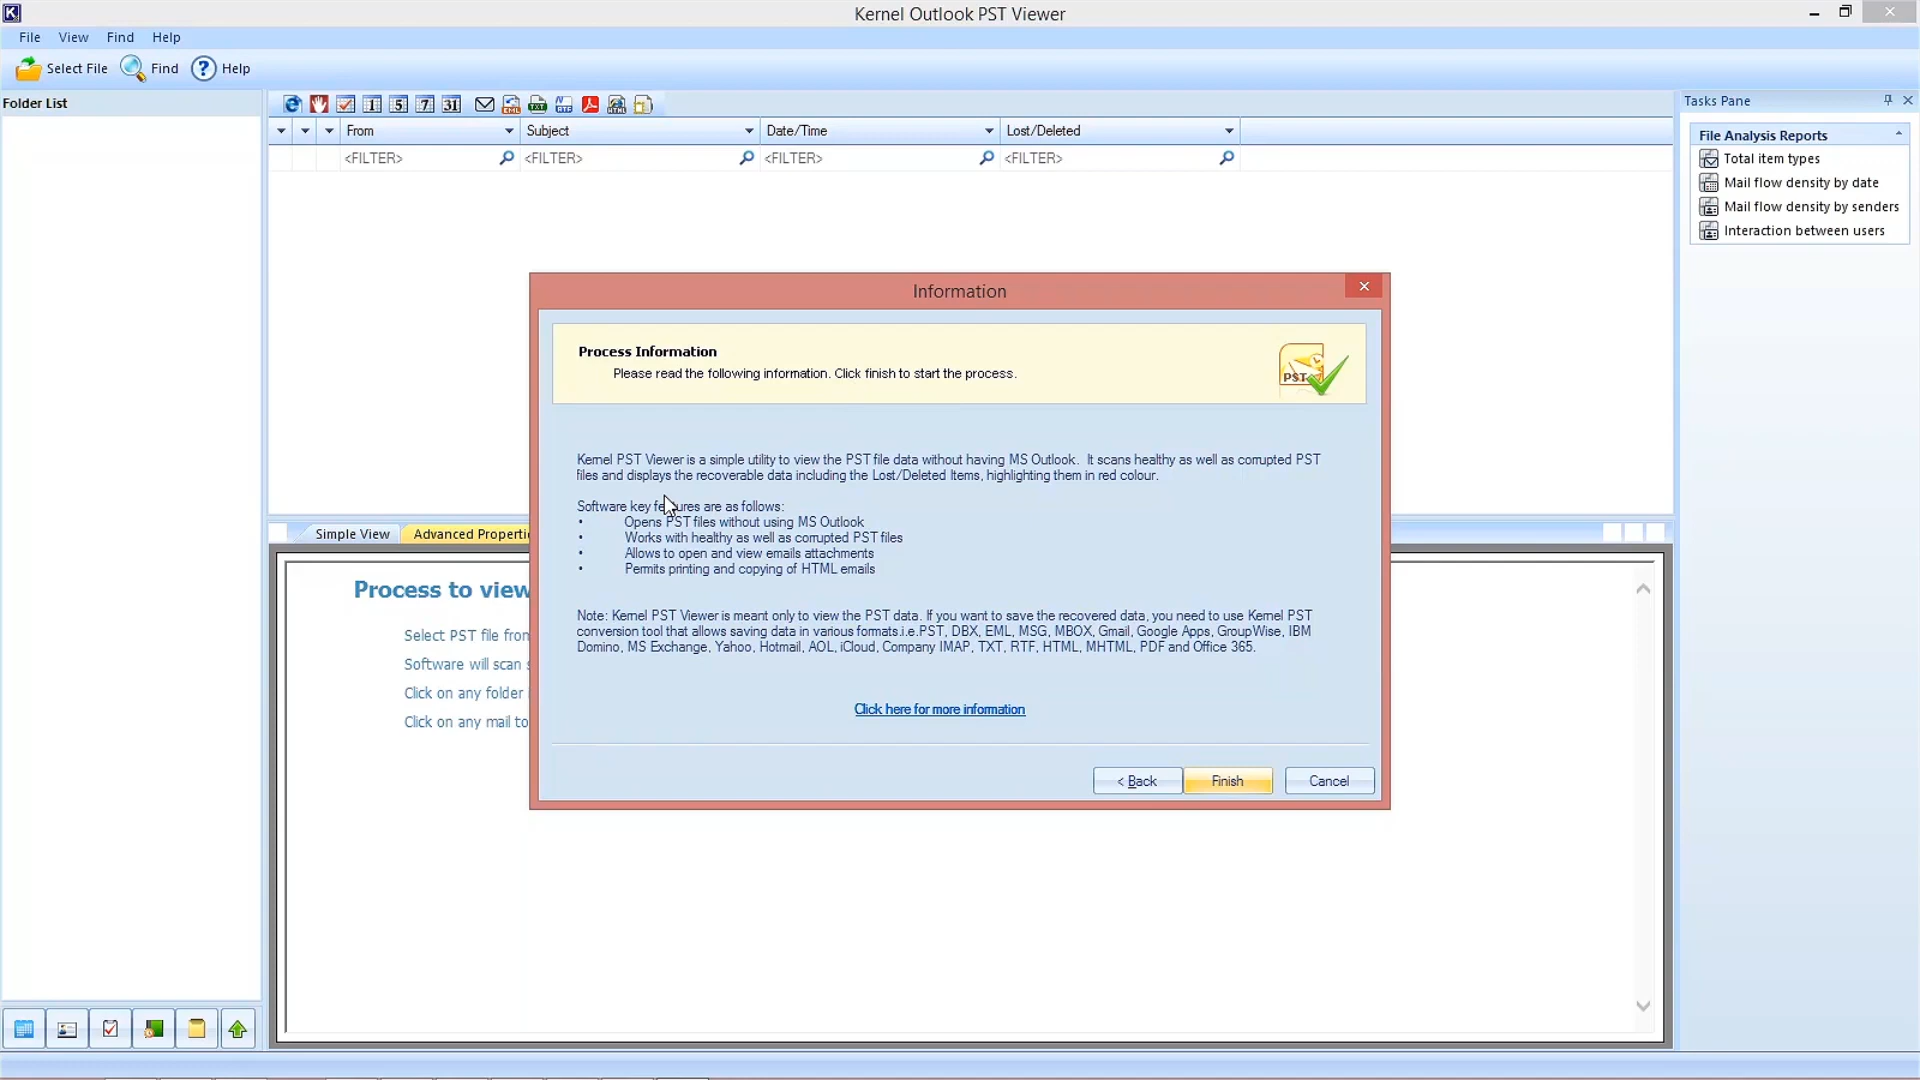 Kernel Outlook PST Viewer
File View Find Help
Select File Find Help
Folder List
1 5 7 31
From Subject Date/Time Lost/Deleted
<FILTER> <FILTER> <FILTER> <FILTER>
Tasks Pane
File Analysis Reports
Total item types
Mail flow density by date
Mail flow density by senders
Interaction between users
Information
Process Information
Please read the following information. Click finish to start the process.
PST
Kernel PST Viewer is a simple utility to view the PST file data without having MS Outlook. It scans healthy as well as corrupted PST
files and displays the recoverable data including the Lost/Deleted Items, highlighting them in red colour.
Software key features are as follows:
• Opens PST files without using MS Outlook
• Works with healthy as well as corrupted PST files
• Allows to open and view emails attachments
• Permits printing and copying of HTML emails
Note: Kernel PST Viewer is meant only to view the PST data. If you want to save the recovered data, you need to use Kernel PST
conversion tool that allows saving data in various formats.i.e.PST, DBX, EML, MSG, MBOX, Gmail, Google Apps, GroupWise, IBM
Domino, MS Exchange, Yahoo, Hotmail, AOL, iCloud, Company IMAP, TXT, RTF, HTML, MHTML, PDF and Office 365.
Click here for more information
< Back Finish Cancel
Simple View Advanced Properti
Process to view
Select PST file from
Software will scan s
Click on any folder
Click on any mail to